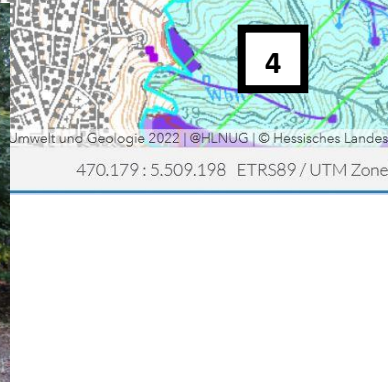 4
Umwelt und Geologie 2022 | @HLNUG | © Hessisches Landes
470.179 : 5.509.198 ETRS89 / UTM Zone